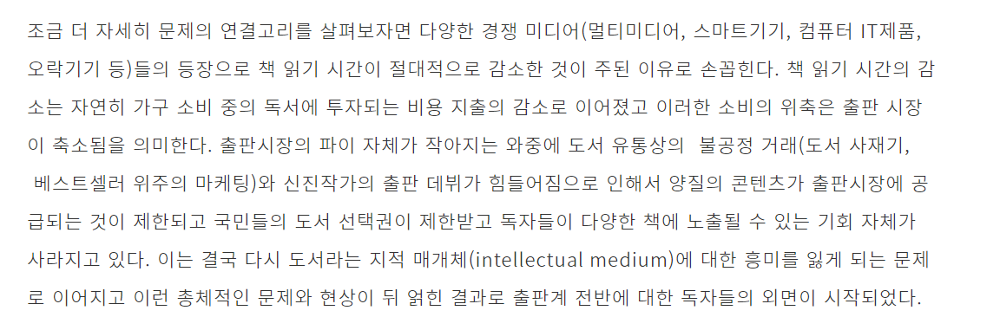 조금 더 자세히 문제의 연결고리를 살펴보자면 다양한 경쟁 미디어(멀티미디어, 스마트기기, 컴퓨터 IT제품,
오락기기 등)들의 등장으로 책 읽기 시간이 절대적으로 감소한 것이 주된 이유로 손꼽힌다. 책 읽기 시간의 감
소는 자연히 가구 소비 중의 독서에 투자되는 비용 지출의 감소로 이어졌고 이러한 소비의 위축은 출판 시장
이 축소됨을 의미한다. 출판시장의 파이 자체가 작아지는 와중에 도서 유통상의  불공정 거래(도서 사재기,
베스트셀러 위주의 마케팅)와 신진작가의 출판 데뷔가 힘들어짐으로 인해서 양질의 콘텐츠가 출판시장에 공
급되는 것이 제한되고 국민들의 도서 선택권이 제한받고 독자들이 다양한 책에 노출될 수 있는 기회 자체가
사라지고 있다. 이는 결국 다시 도서라는 지적 매개체(intellectual medium)에 대한 흥미를 잃게 되는 문제
로 이어지고 이런 총체적인 문제와 현상이 뒤 얽힌 결과로 출판계 전반에 대한 독자들의 외면이 시작되었다.